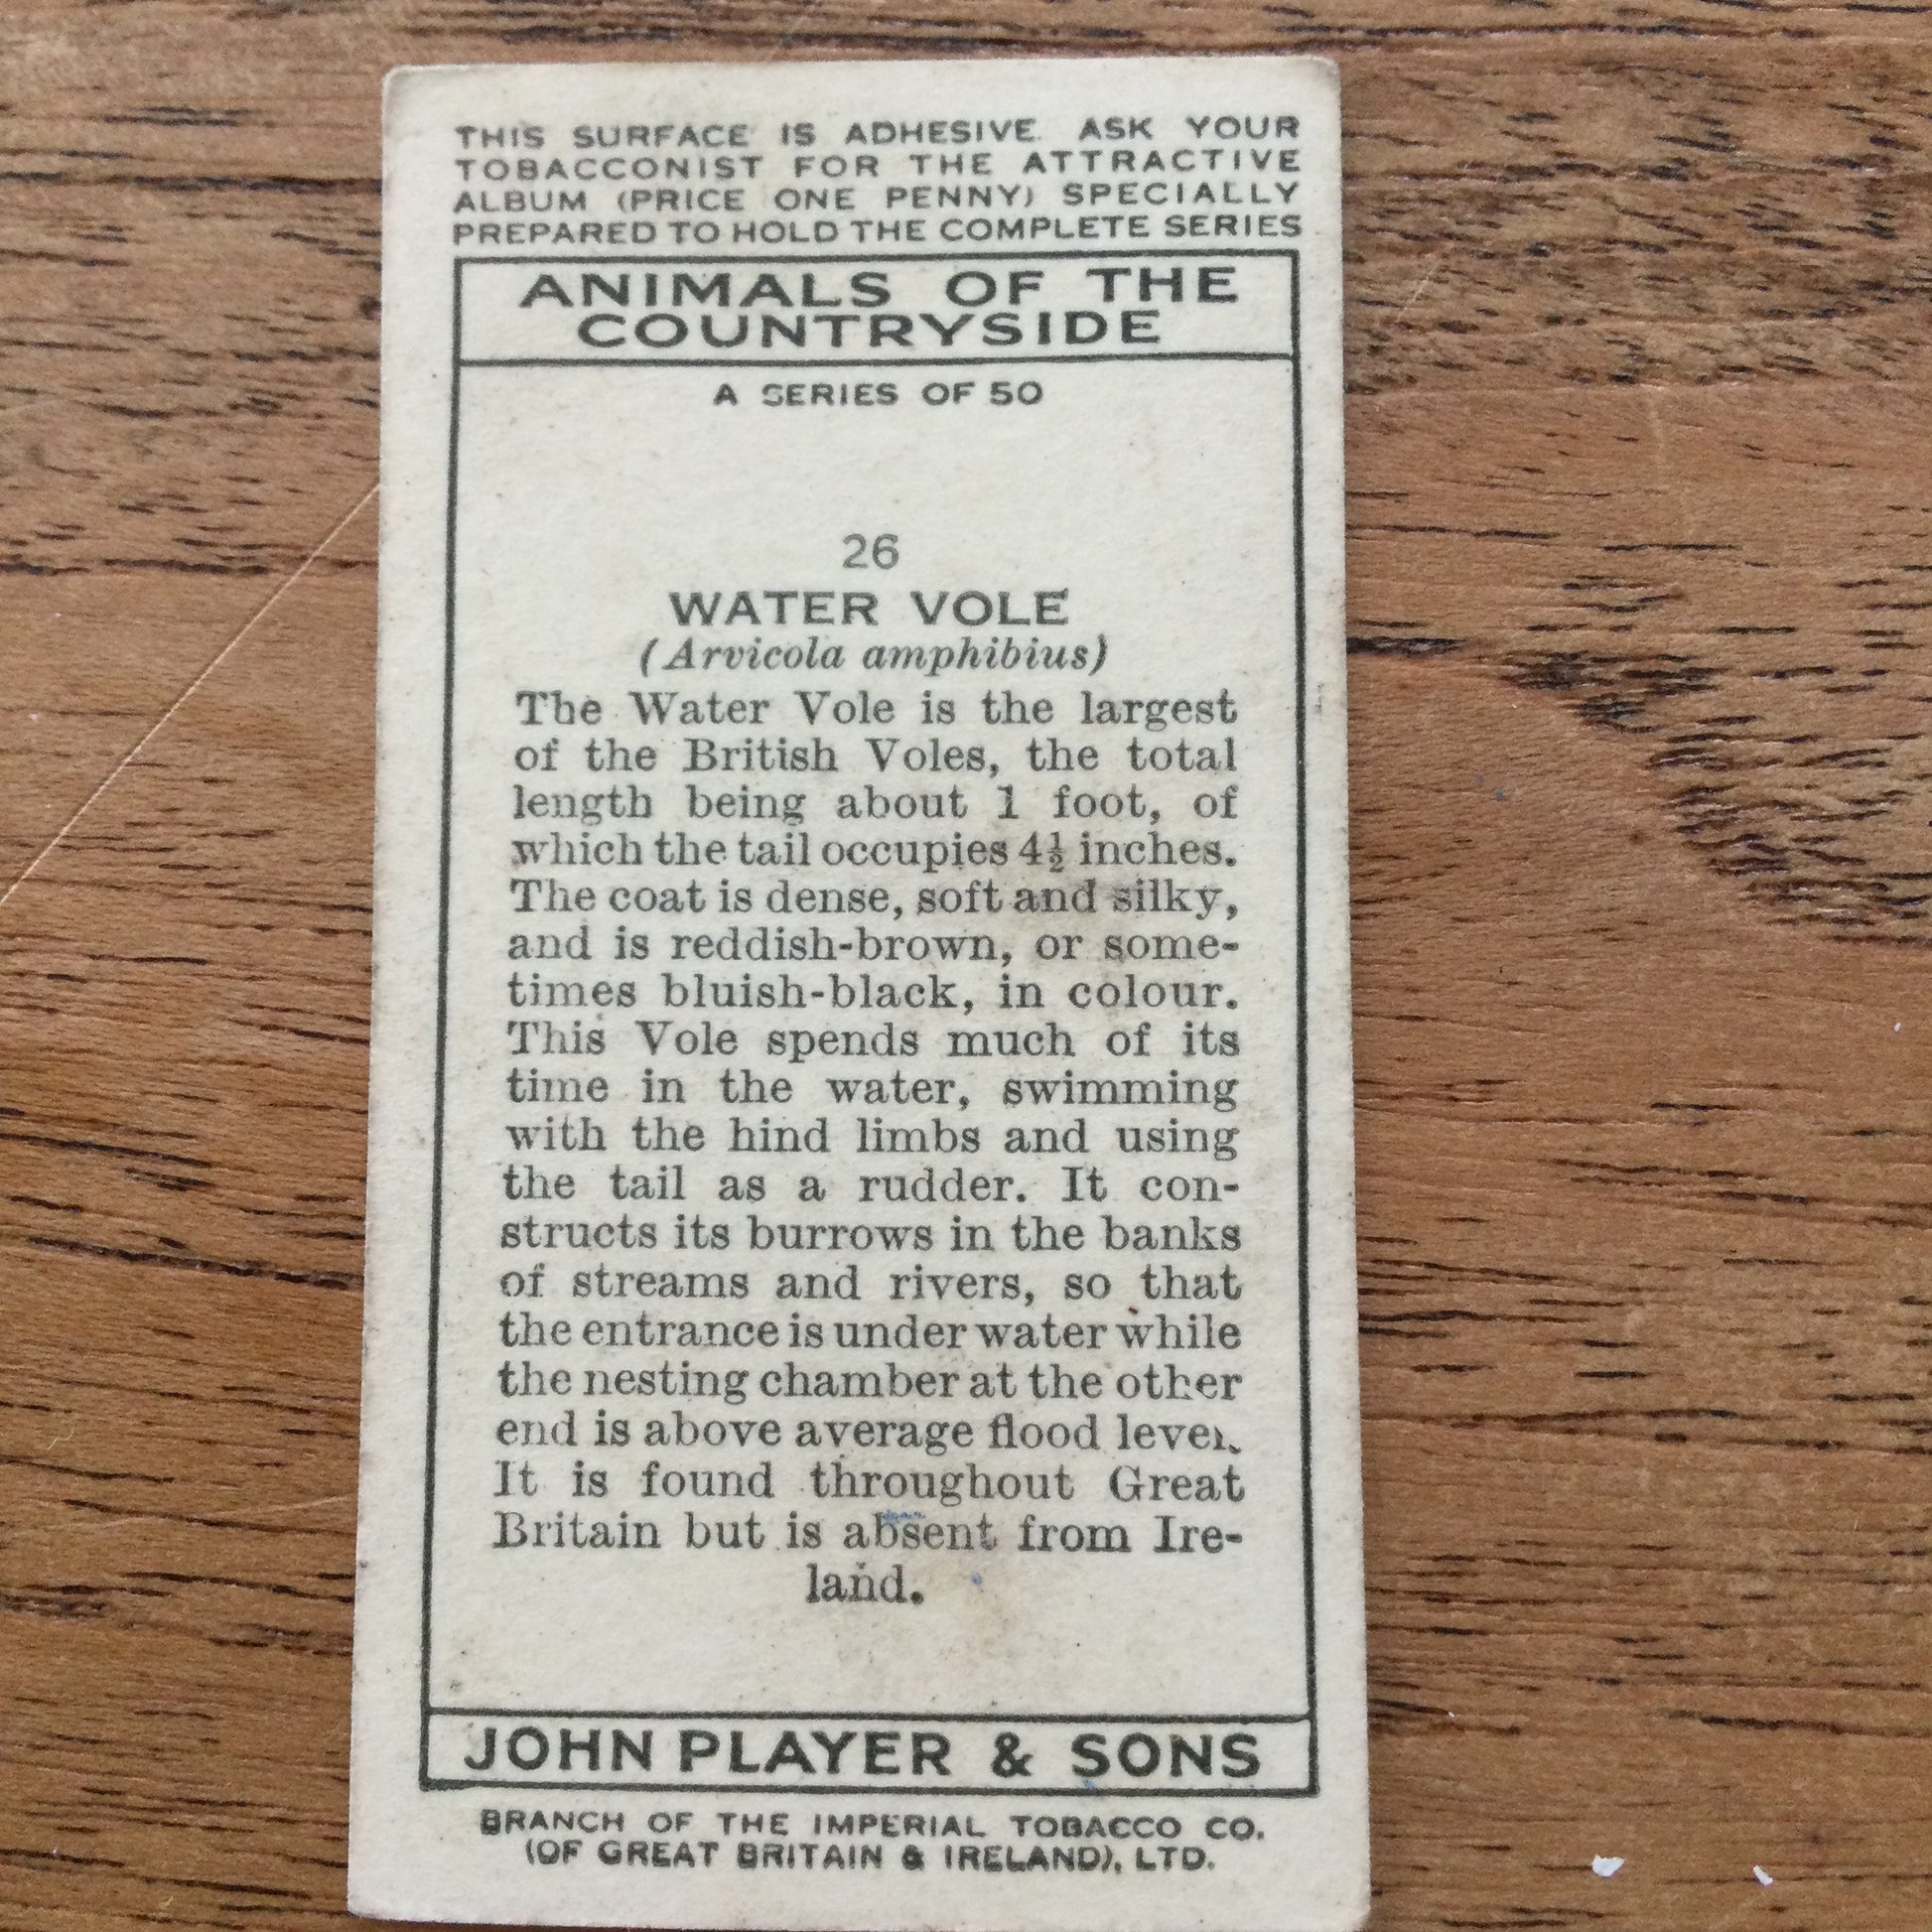 THIS SURFACE IS ADHESIVE. ASK YOUR
TOBACCONIST FOR THE ATTRACTIVE
ALBUM (PRICE ONE PENNY) SPECIALLY
PREPARED TO HOLD THE COMPLETE SERIES
ANIMALS OF THE
COUNTRYSIDE
A SERIES OF 50
26
WATER VOLE
(Arvicola amphibius)
The Water Vole is the largest
of the British Voles, the total
length being about 1 foot, of
which the tail occupies 4½ inches.
The coat is dense, soft and silky,
and is reddish-brown, or some-
times bluish-black, in colour.
This Vole spends much of its
time in the water, swimming
with the hind limbs and using
the tail as a rudder. It con-
structs its burrows in the banks
of streams and rivers, so that
the entrance is under water while
the nesting chamber at the other
end is above average flood level.
It is found throughout Great
Britain but is absent from Ire-
land.
JOHN PLAYER & SONS
BRANCH OF THE IMPERIAL TOBACCO CO.
(OF GREAT BRITAIN & IRELAND), LTD.